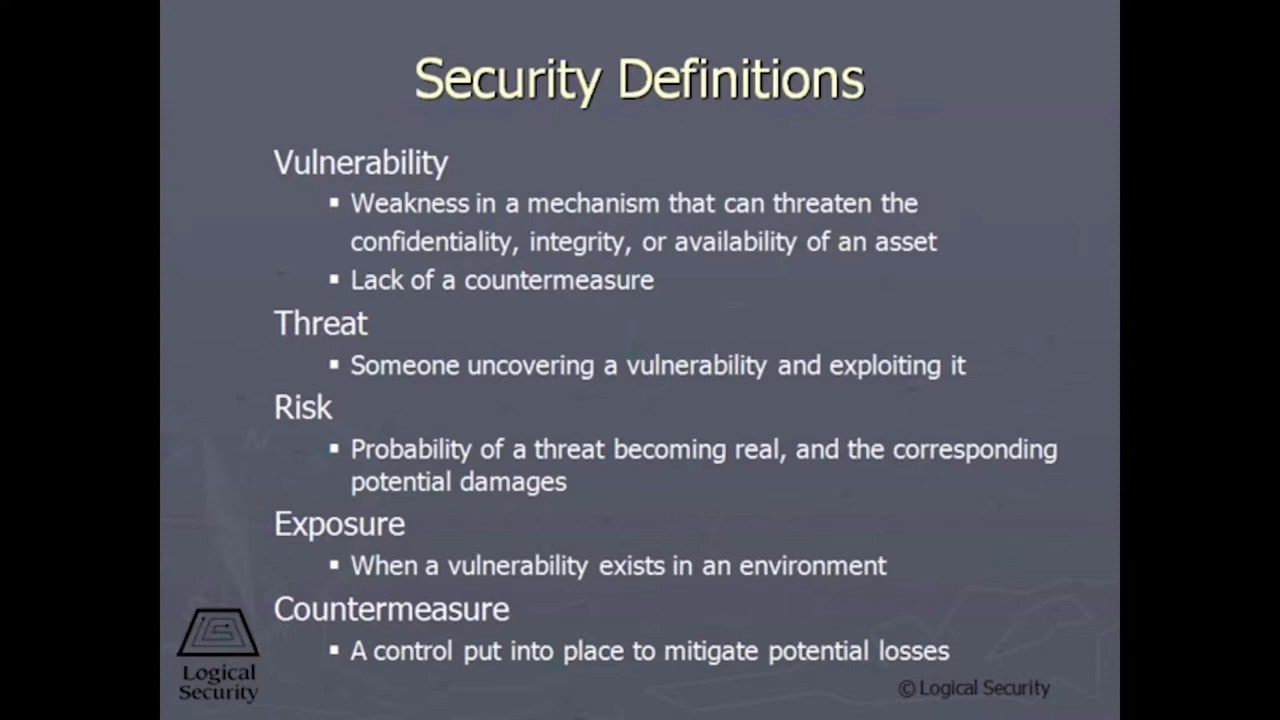 Security Definitions
Vulnerability
▪ Weakness in a mechanism that can threaten the
confidentiality, integrity, or availability of an asset
▪ Lack of a countermeasure
Threat
▪ Someone uncovering a vulnerability and exploiting it
Risk
▪ Probability of a threat becoming real, and the corresponding
potential damages
Exposure
▪ When a vulnerability exists in an environment
Countermeasure
▪ A control put into place to mitigate potential losses
Logical
Security
© Logical Security